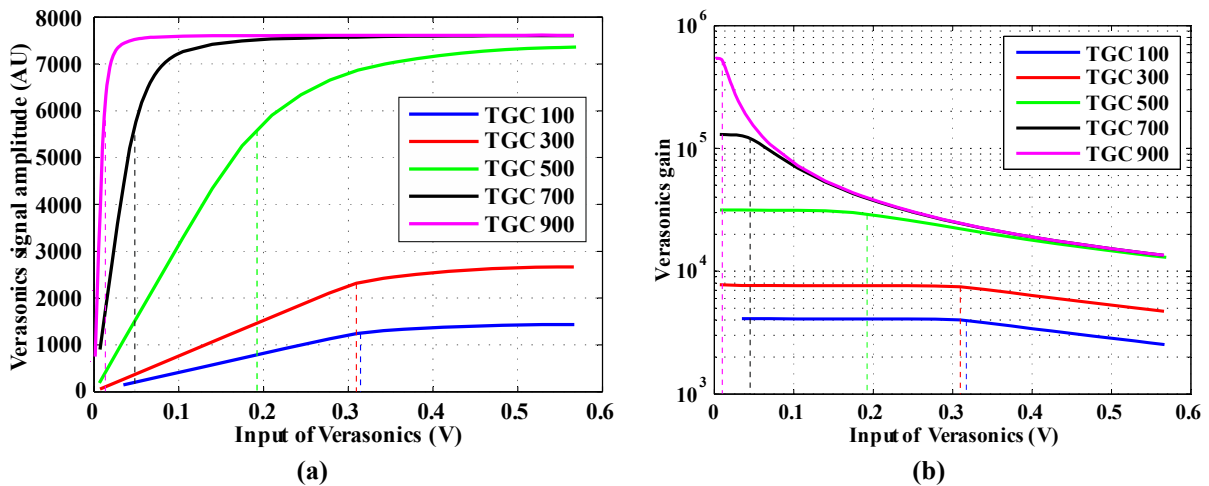 8000
7000
6000
5000
4000
3000
2000
1000
0
Verasonics signal amplitude (AU)
TGC 100
TGC 300
TGC 500
TGC 700
TGC 900
0 0.1 0.2 0.3 0.4 0.5 0.6
Input of Verasonics (V)
(a)
10^6
10^5
10^4
10^3
Verasonics gain
TGC 100
TGC 300
TGC 500
TGC 700
TGC 900
0 0.1 0.2 0.3 0.4 0.5 0.6
Input of Verasonics (V)
(b)